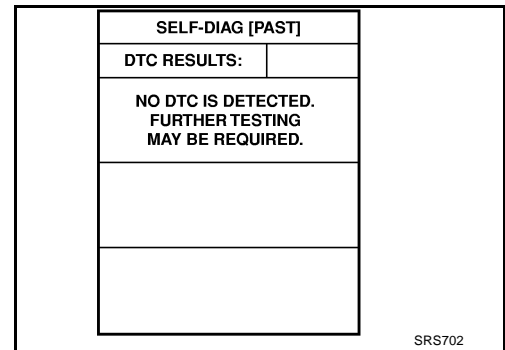 SELF-DIAG [PAST]
DTC RESULTS:
NO DTC IS DETECTED.
FURTHER TESTING
MAY BE REQUIRED.
SRS702